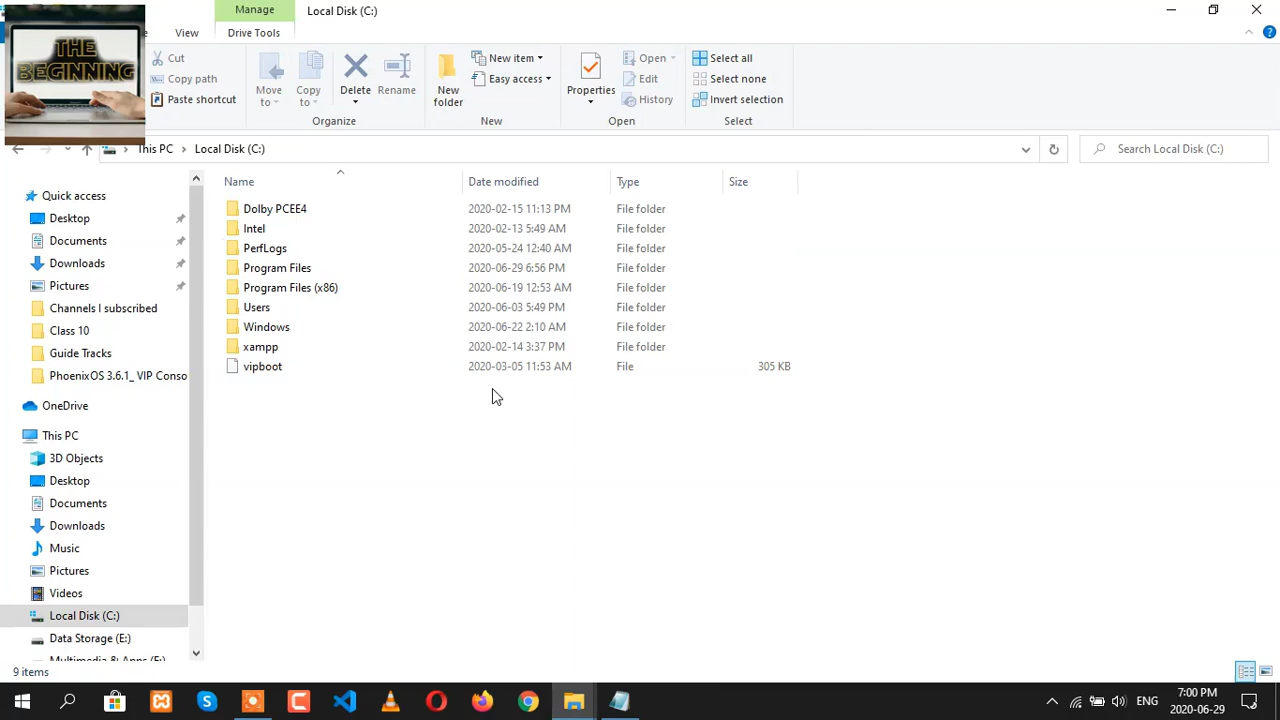 Manage
Local Disk (C:)
THE
BEGINNING
View
Drive Tools
Cut
Copy path
Paste shortcut
Move to
Copy to
Delete
Rename
Organize
New folder
New item
Easy access
New
Properties
Open
Edit
History
Open
Select all
Select none
Invert selection
Select
This PC
Local Disk (C:)
Search Local Disk (C:)
Name
Date modified
Type
Size
Dolby PCEE4 2020-02-15 11:13 PM File folder
Intel 2020-02-13 5:49 AM File folder
PerfLogs 2020-05-24 12:40 AM File folder
Program Files 2020-06-29 6:56 PM File folder
Program Files (x86) 2020-06-19 12:53 AM File folder
Users 2020-06-03 5:49 PM File folder
Windows 2020-06-22 2:10 AM File folder
xampp 2020-02-14 3:37 PM File folder
vipboot 2020-03-05 11:53 AM File 305 KB
Quick access
Desktop
Documents
Downloads
Pictures
Channels I subscribed
Class 10
Guide Tracks
PhoenixOS 3.6.1_ VIP Conso
OneDrive
This PC
3D Objects
Desktop
Documents
Downloads
Music
Pictures
Videos
Local Disk (C:)
Data Storage (E:)
Multimedia & Apps (F:)
9 items
ENG
7:00 PM
2020-06-29